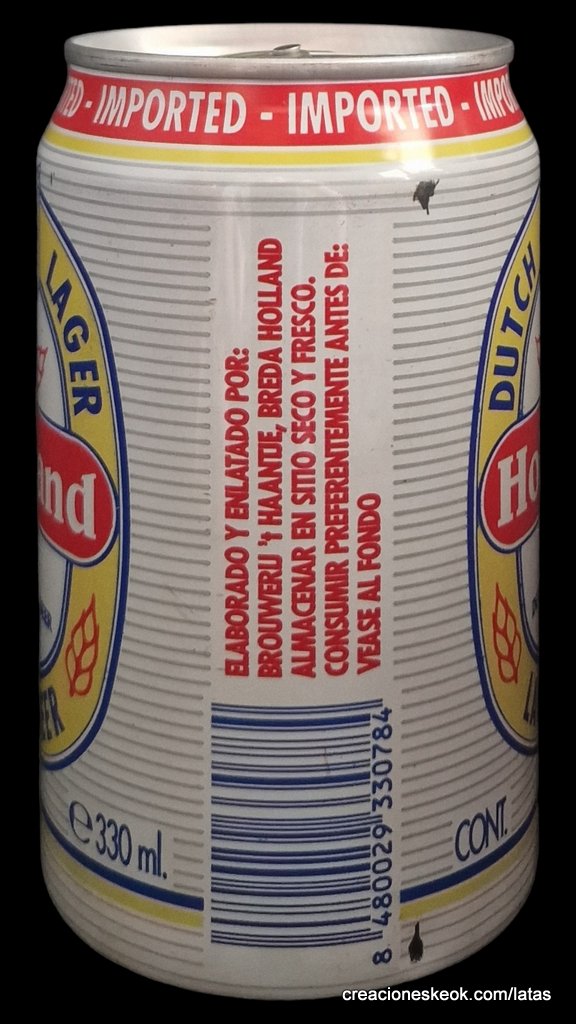 IMPORTED - IMPORTED -
LAGER
DUTCH
ELABORADO Y ENLATADO POR:
BROUWERIJ 't HAANTJE, BREDA HOLLAND
ALMACENAR EN SITIO SECO Y FRESCO.
CONSUMIR PREFERENTEMENTE ANTES DE:
VEASE AL FONDO
8 480029 330784
℮ 330 ml.
CONT.
creacioneskeok.com/latas